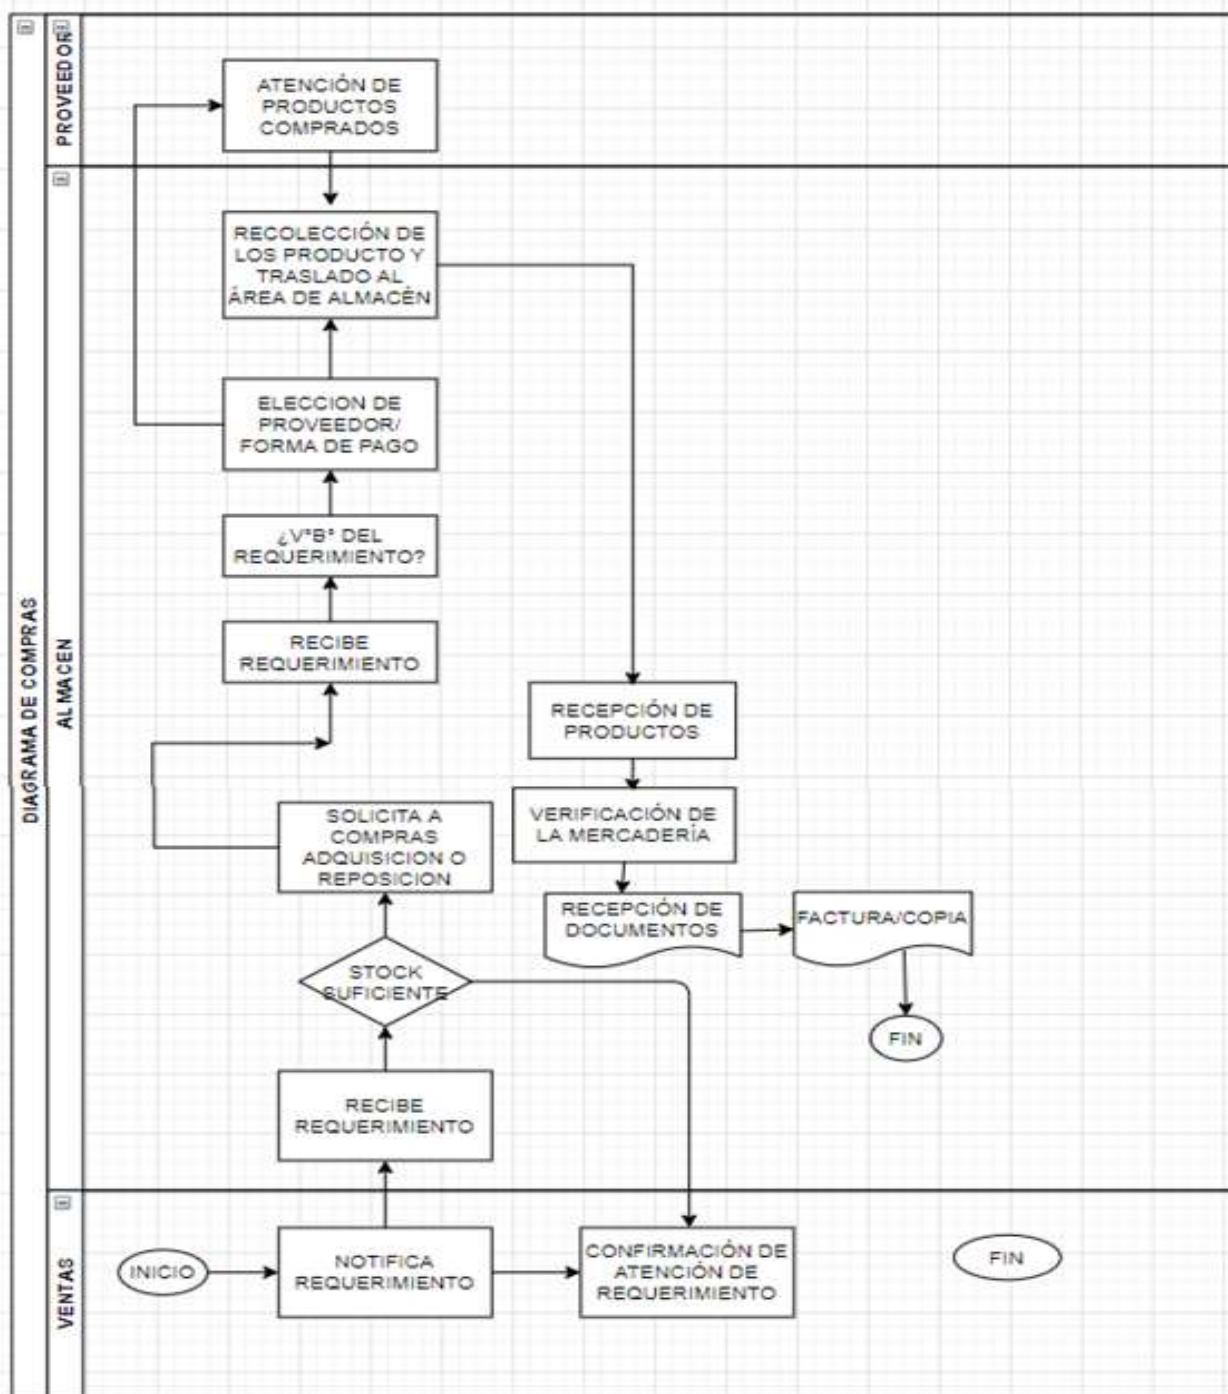 DIAGRAMA DE COMPRAS
PROVEEDOR
ATENCIÓN DE
PRODUCTOS
COMPRADOS
ALMACEN
RECOLECCIÓN DE
LOS PRODUCTO Y
TRASLADO AL
ÁREA DE ALMACÉN
ELECCION DE
PROVEEDOR/
FORMA DE PAGO
¿V°B° DEL
REQUERIMIENTO?
RECIBE
REQUERIMIENTO
RECEPCIÓN DE
PRODUCTOS
VERIFICACIÓN DE
LA MERCADERÍA
SOLICITA A
COMPRAS
ADQUISICION O
REPOSICION
RECEPCIÓN DE
DOCUMENTOS
FACTURA/COPIA
STOCK
SUFICIENTE
FIN
RECIBE
REQUERIMIENTO
VENTAS
INICIO
NOTIFICA
REQUERIMIENTO
CONFIRMACIÓN DE
ATENCIÓN DE
REQUERIMIENTO
FIN